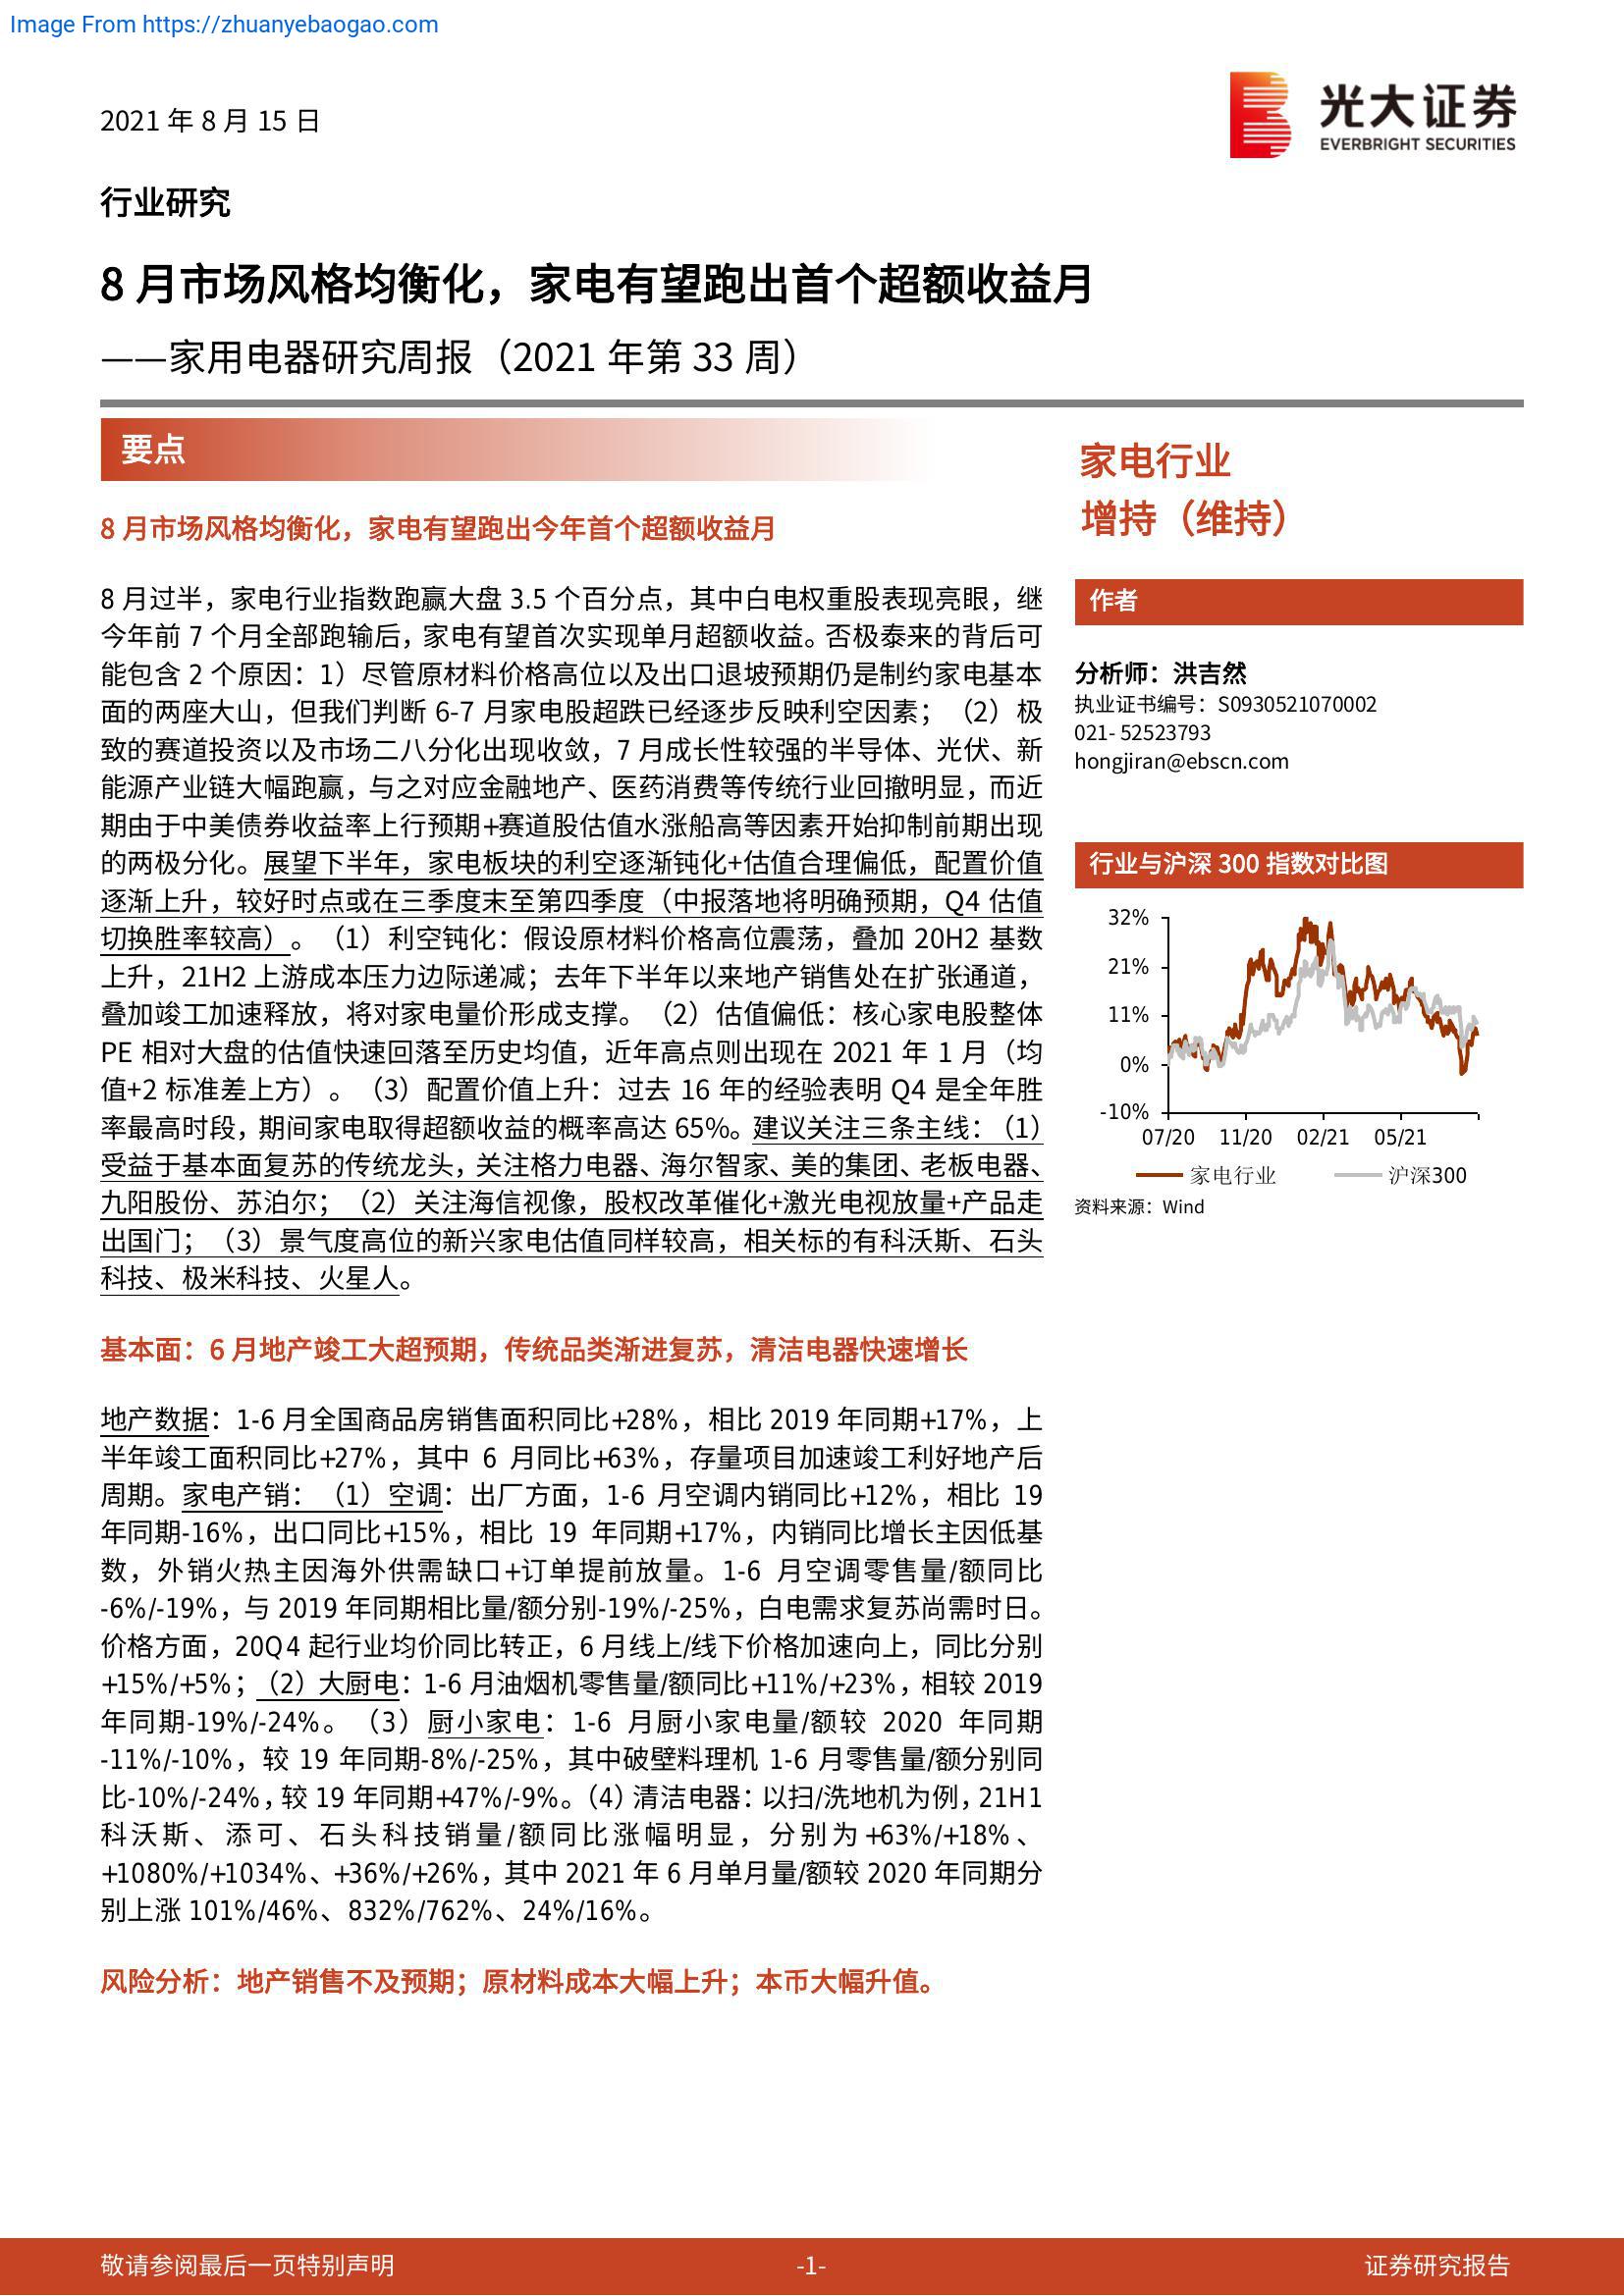 Image From https://zhuanyebaogao.com
2021 年 8 月 15 日
光大证券
EVERBRIGHT SECURITIES
行业研究
8 月市场风格均衡化，家电有望跑出首个超额收益月
——家用电器研究周报（2021 年第 33 周）
要点
8 月市场风格均衡化，家电有望跑出今年首个超额收益月
8 月过半，家电行业指数跑赢大盘 3.5 个百分点，其中白电权重股表现亮眼，继
今年前 7 个月全部跑输后，家电有望首次实现单月超额收益。否极泰来的背后可
能包含 2 个原因：1）尽管原材料价格高位以及出口退坡预期仍是制约家电基本
面的两座大山，但我们判断 6-7 月家电股超跌已经逐步反映利空因素；（2）极
致的赛道投资以及市场二八分化出现收敛，7 月成长性较强的半导体、光伏、新
能源产业链大幅跑赢，与之对应金融地产、医药消费等传统行业回撤明显，而近
期由于中美债券收益率上行预期+赛道股估值水涨船高等因素开始抑制前期出现
的两极分化。展望下半年，家电板块的利空逐渐钝化+估值合理偏低，配置价值
逐渐上升，较好时点或在三季度末至第四季度（中报落地将明确预期，Q4 估值
切换胜率较高）。（1）利空钝化：假设原材料价格高位震荡，叠加 20H2 基数
上升，21H2 上游成本压力边际递减；去年下半年以来地产销售处在扩张通道，
叠加竣工加速释放，将对家电量价形成支撑。（2）估值偏低：核心家电股整体
PE 相对大盘的估值快速回落至历史均值，近年高点则出现在 2021 年 1 月（均
值+2 标准差上方）。（3）配置价值上升：过去 16 年的经验表明 Q4 是全年胜
率最高时段，期间家电取得超额收益的概率高达 65%。建议关注三条主线：（1）
受益于基本面复苏的传统龙头，关注格力电器、海尔智家、美的集团、老板电器、
九阳股份、苏泊尔；（2）关注海信视像，股权改革催化+激光电视放量+产品走
出国门；（3）景气度高位的新兴家电估值同样较高，相关标的有科沃斯、石头
科技、极米科技、火星人。
基本面：6 月地产竣工大超预期，传统品类渐进复苏，清洁电器快速增长
地产数据：1-6 月全国商品房销售面积同比+28%，相比 2019 年同期+17%，上
半年竣工面积同比+27%，其中 6 月同比+63%，存量项目加速竣工利好地产后
周期。家电产销：（1）空调：出厂方面，1-6 月空调内销同比+12%，相比 19
年同期-16%，出口同比+15%，相比 19 年同期+17%，内销同比增长主因低基
数，外销火热主因海外供需缺口+订单提前放量。1-6 月空调零售量/额同比
-6%/-19%，与 2019 年同期相比量/额分别-19%/-25%，白电需求复苏尚需时日。
价格方面，20Q4 起行业均价同比转正，6 月线上/线下价格加速向上，同比分别
+15%/+5%；（2）大厨电：1-6 月油烟机零售量/额同比+11%/+23%，相较 2019
年同期-19%/-24%。（3）厨小家电：1-6 月厨小家电量/额较 2020 年同期
-11%/-10%，较 19 年同期-8%/-25%，其中破壁料理机 1-6 月零售量/额分别同
比-10%/-24%，较 19 年同期+47%/-9%。（4）清洁电器：以扫/洗地机为例，21H1
科沃斯、添可、石头科技销量/额同比涨幅明显，分别为+63%/+18%、
+1080%/+1034%、+36%/+26%，其中 2021 年 6 月单月量/额较 2020 年同期分
别上涨 101%/46%、832%/762%、24%/16%。
风险分析：地产销售不及预期；原材料成本大幅上升；本币大幅升值。
家电行业
增持（维持）
作者
分析师：洪吉然
执业证书编号：S0930521070002
021- 52523793
hongjiran@ebscn.com
行业与沪深 300 指数对比图
32%
21%
11%
0%
-10%
07/20 11/20 02/21 05/21
家电行业 沪深300
资料来源：Wind
敬请参阅最后一页特别声明 -1- 证券研究报告